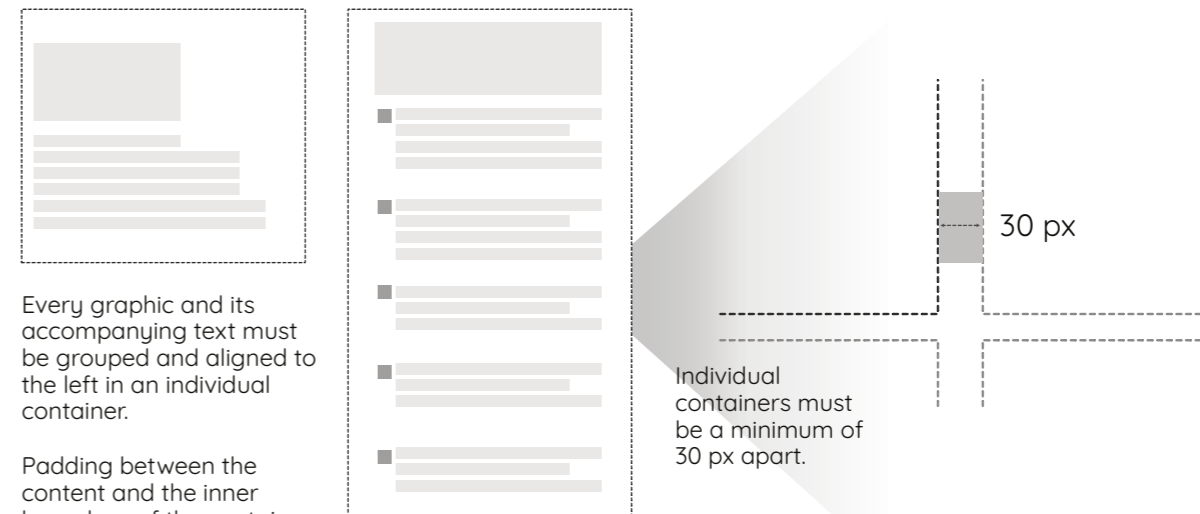 Every graphic and its
accompanying text must
be grouped and aligned to
the left in an individual
container.
Padding between the
content and the inner
Individual
containers must
be a minimum of
30 px apart.
30 px